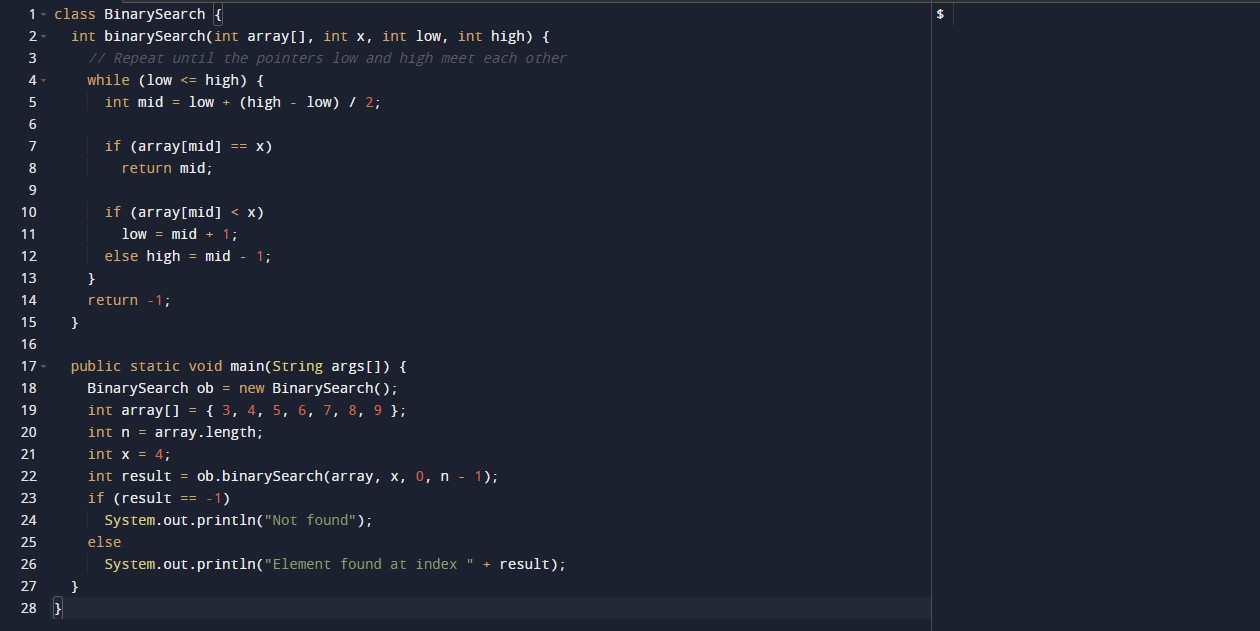 1 class BinarySearch {
2 int binarySearch(int array[], int x, int low, int high) {
3 // Repeat until the pointers low and high meet each other
4 while (low <= high) {
5 int mid = low + (high - low) / 2;
6
7 if (array[mid] == x)
8 return mid;
9
10 if (array[mid] < x)
11 low = mid + 1;
12 else high = mid - 1;
13 }
14 return -1;
15 }
16
17 public static void main(String args[]) {
18 BinarySearch ob = new BinarySearch();
19 int array[] = { 3, 4, 5, 6, 7, 8, 9 };
20 int n = array.length;
21 int x = 4;
22 int result = ob.binarySearch(array, x, 0, n - 1);
23 if (result == -1)
24 System.out.println("Not found");
25 else
26 System.out.println("Element found at index " + result);
27 }
28 }
$